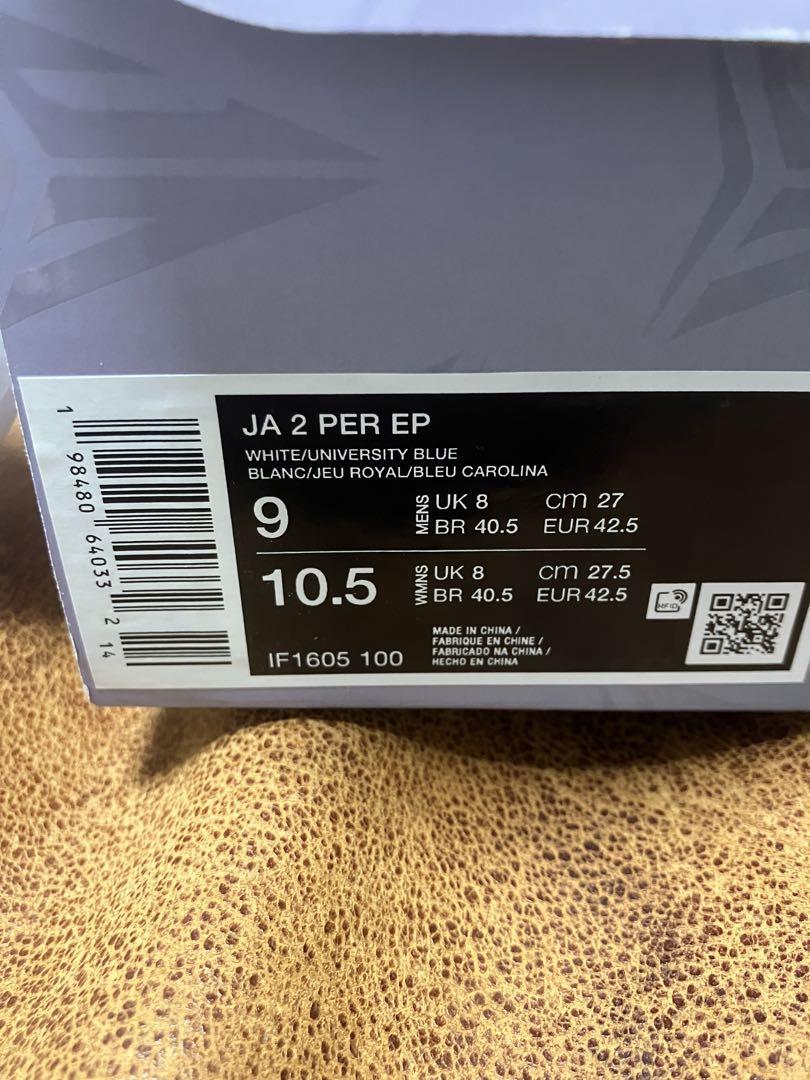 JA 2 PER EP
WHITE/UNIVERSITY BLUE
BLANC/JEU ROYAL/BLEU CAROLINA
9 MENS UK 8 cm 27
BR 40.5 EUR 42.5
10.5 WMNS UK 8 cm 27.5
BR 40.5 EUR 42.5
IF1605 100
MADE IN CHINA /
FABRIQUE EN CHINE /
FABRICADO NA CHINA /
HECHO EN CHINA
RFID
1 98480 64033 2 14